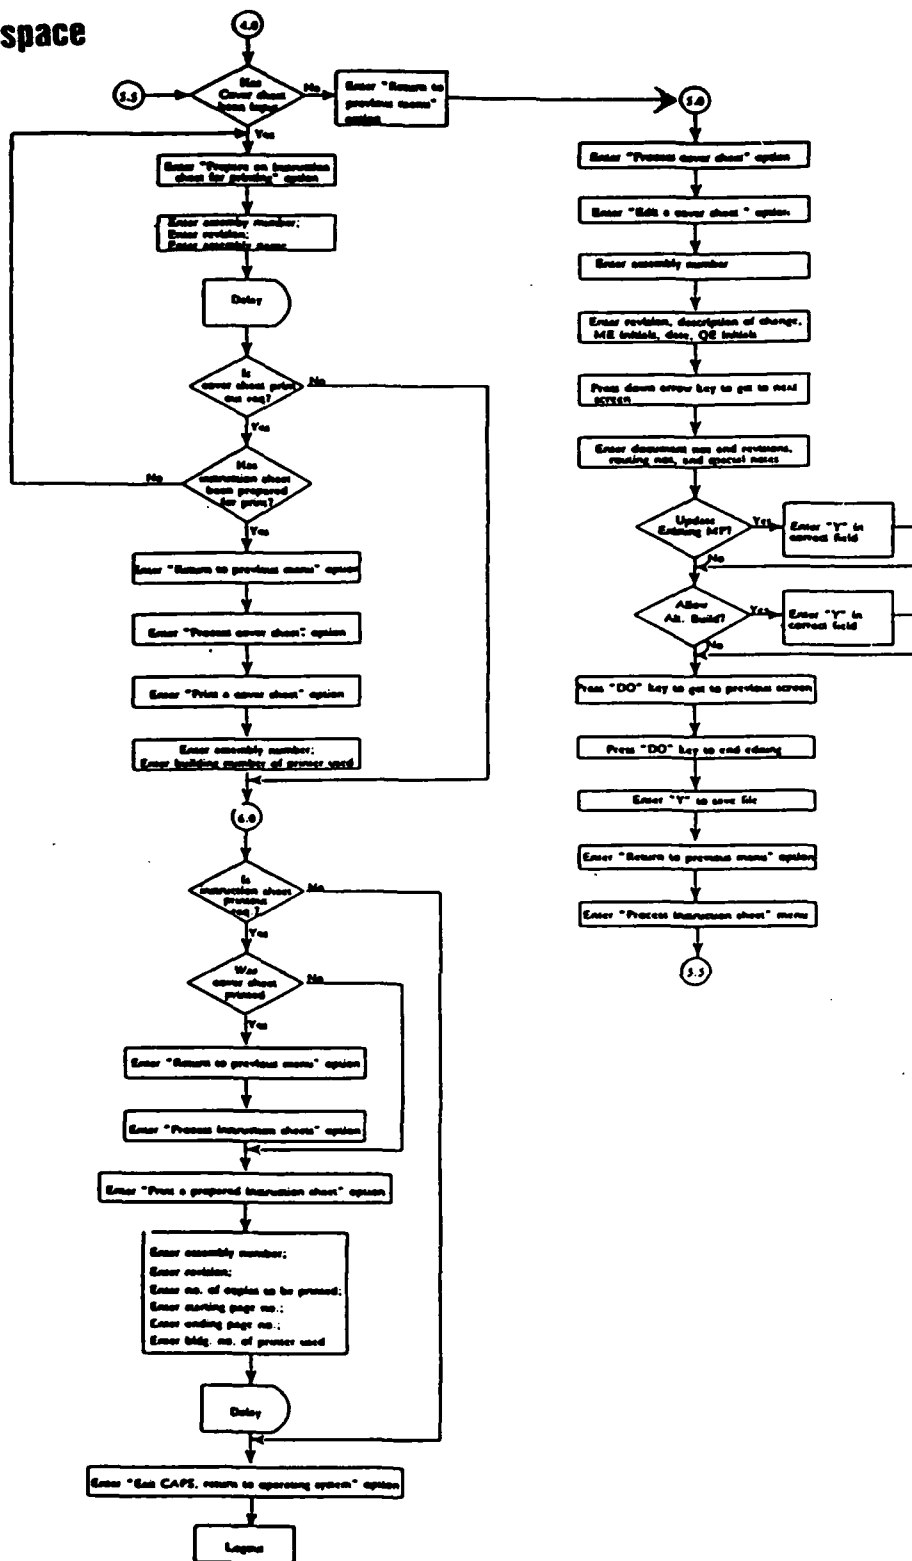 space
4.0
5.5
Has
Cover sheet
been input
No
Enter "Return to
previous menu"
option
Yes
Enter "Prepare an instruction
sheet for printing" option
Enter assembly number;
Enter revision;
Enter assembly name
Delay
Is
cover sheet print
out req?
No
Yes
Has
instruction sheet
been prepared
for print?
No
Yes
Enter "Return to previous menu" option
Enter "Process cover sheet" option
Enter "Print a cover sheet" option
Enter assembly number;
Enter building number of printer used
6.0
Is
instruction sheet
printout
req.?
No
Yes
Was
cover sheet
printed
No
Yes
Enter "Return to previous menu" option
Enter "Process instruction sheets" option
Enter "Print a prepared instruction sheet" option
Enter assembly number;
Enter revision;
Enter no. of copies to be printed;
Enter starting page no.;
Enter ending page no.;
Enter bldg. no. of printer used
Delay
Enter "Exit CAPS, return to operating system" option
Logout
5.0
Enter "Process cover sheet" option
Enter "Edit a cover sheet" option
Enter assembly number
Enter revision, description of change,
ME initials, date, QE initials
Press down arrow key to get to next
screen
Enter document nos and revisions,
routing nos, and special notes
Update
Existing MP?
Yes
Enter "Y" in
correct field
No
Allow
Alt. Build?
Yes
Enter "Y" in
correct field
No
Press "DO" key to get to previous screen
Press "DO" key to end editing
Enter "Y" to save file
Enter "Return to previous menu" option
Enter "Process instruction sheet" menu
5.5